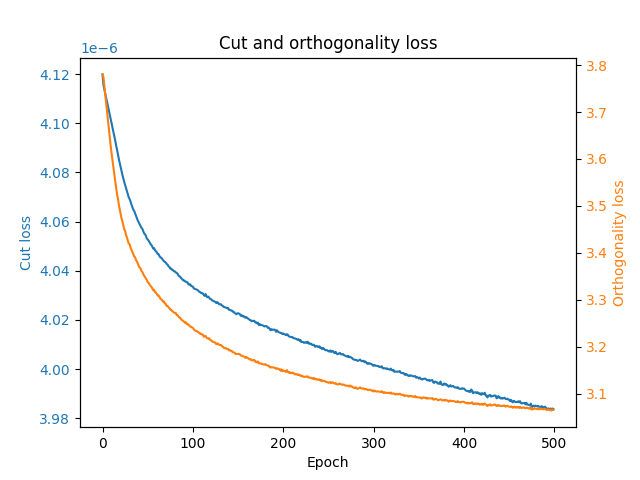 Cut and orthogonality loss
1e−6
4.12
4.10
4.08
4.06
4.04
4.02
4.00
3.98
Cut loss
3.8
3.7
3.6
3.5
3.4
3.3
3.2
3.1
Orthogonality loss
0 100 200 300 400 500
Epoch